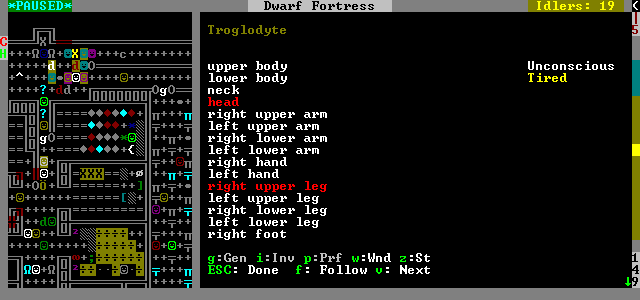 *PAUSED*
Dwarf Fortress
Idlers: 19
Troglodyte
upper body
Unconscious
lower body
Tired
neck
head
right upper arm
left upper arm
right lower arm
left lower arm
right hand
left hand
right upper leg
left upper leg
right lower leg
left lower leg
right foot
g:Gen i:Inv p:Prf w:Wnd z:St
ESC: Done f: Follow v: Next